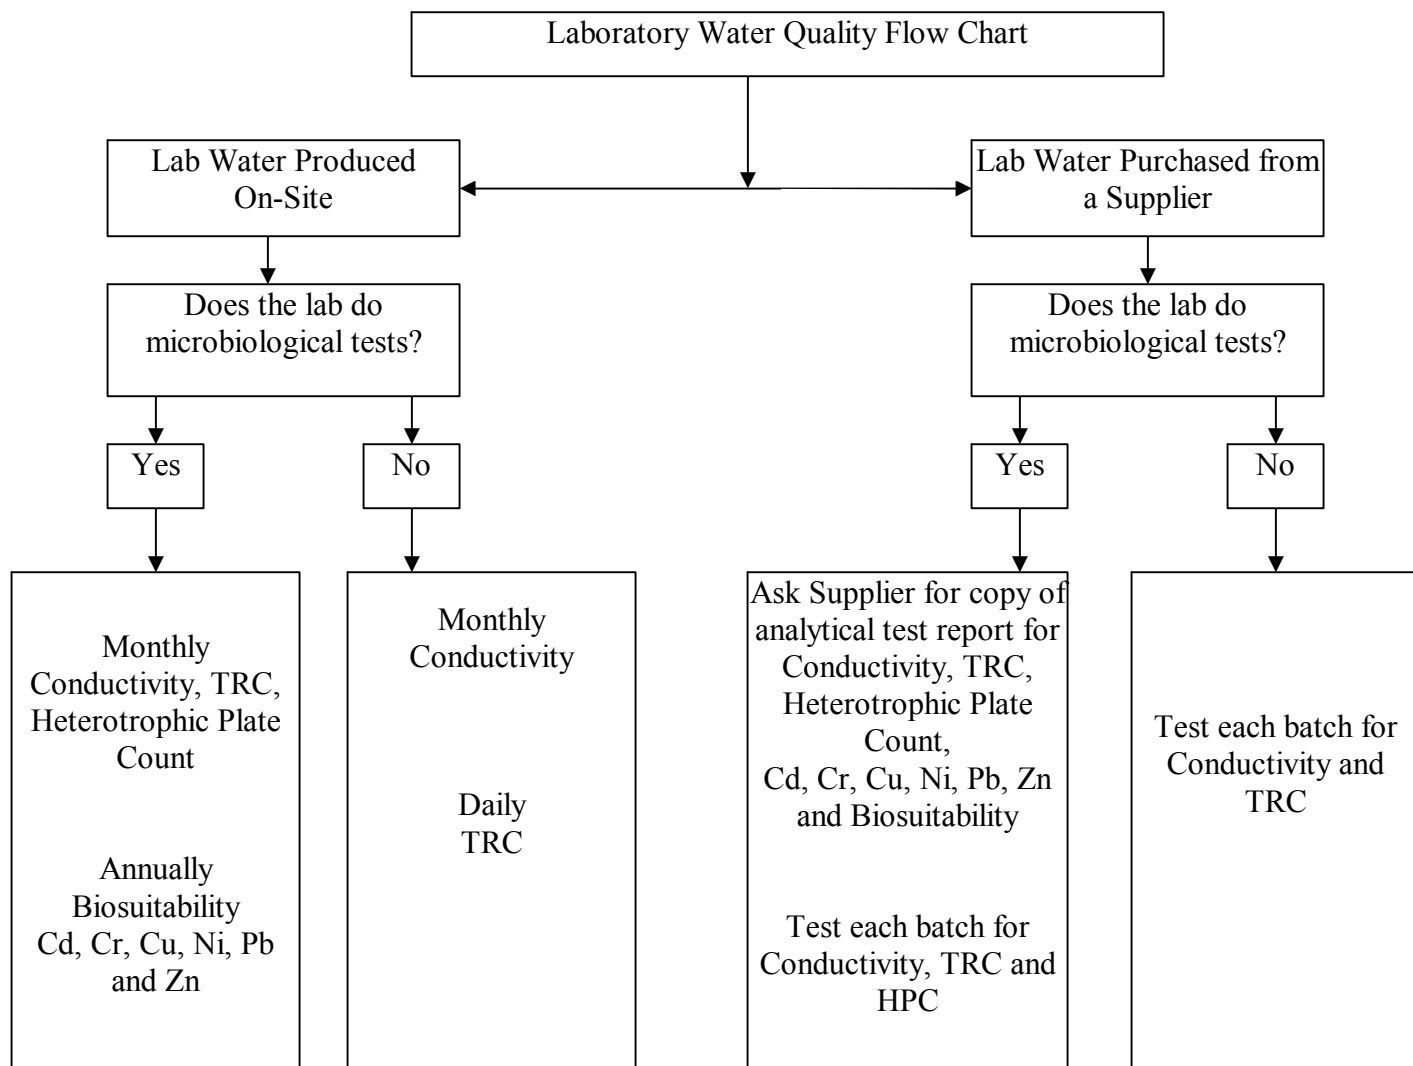 Laboratory Water Quality Flow Chart
Lab Water Produced
On-Site
Lab Water Purchased from
a Supplier
Does the lab do
microbiological tests?
Does the lab do
microbiological tests?
Yes
No
Yes
No
Monthly
Conductivity, TRC,
Heterotrophic Plate
Count
Annually
Biosuitability
Cd, Cr, Cu, Ni, Pb
and Zn
Monthly
Conductivity
Daily
TRC
Ask Supplier for copy of
analytical test report for
Conductivity, TRC,
Heterotrophic Plate
Count,
Cd, Cr, Cu, Ni, Pb, Zn
and Biosuitability
Test each batch for
Conductivity, TRC and
HPC
Test each batch for
Conductivity and
TRC